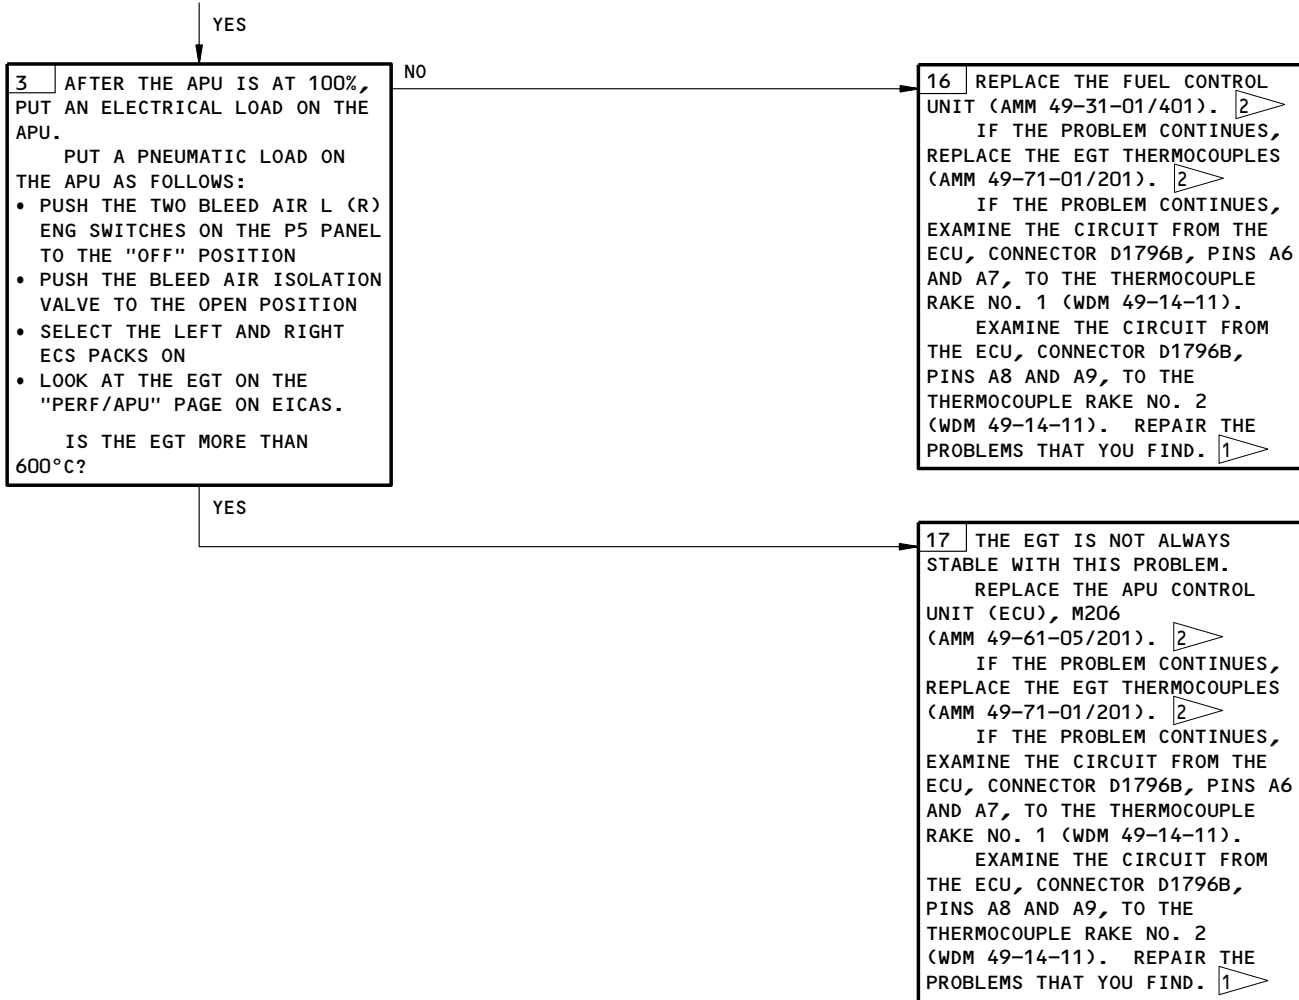 YES
3 AFTER THE APU IS AT 100%,
PUT AN ELECTRICAL LOAD ON THE
APU.
PUT A PNEUMATIC LOAD ON
THE APU AS FOLLOWS:
• PUSH THE TWO BLEED AIR L (R)
ENG SWITCHES ON THE P5 PANEL
TO THE "OFF" POSITION
• PUSH THE BLEED AIR ISOLATION
VALVE TO THE OPEN POSITION
• SELECT THE LEFT AND RIGHT
ECS PACKS ON
• LOOK AT THE EGT ON THE
"PERF/APU" PAGE ON EICAS.
IS THE EGT MORE THAN
600°C?
NO
16 REPLACE THE FUEL CONTROL
UNIT (AMM 49-31-01/401). 2
IF THE PROBLEM CONTINUES,
REPLACE THE EGT THERMOCOUPLES
(AMM 49-71-01/201). 2
IF THE PROBLEM CONTINUES,
EXAMINE THE CIRCUIT FROM THE
ECU, CONNECTOR D1796B, PINS A6
AND A7, TO THE THERMOCOUPLE
RAKE NO. 1 (WDM 49-14-11).
EXAMINE THE CIRCUIT FROM
THE ECU, CONNECTOR D1796B,
PINS A8 AND A9, TO THE
THERMOCOUPLE RAKE NO. 2
(WDM 49-14-11). REPAIR THE
PROBLEMS THAT YOU FIND. 1
YES
17 THE EGT IS NOT ALWAYS
STABLE WITH THIS PROBLEM.
REPLACE THE APU CONTROL
UNIT (ECU), M206
(AMM 49-61-05/201). 2
IF THE PROBLEM CONTINUES,
REPLACE THE EGT THERMOCOUPLES
(AMM 49-71-01/201). 2
IF THE PROBLEM CONTINUES,
EXAMINE THE CIRCUIT FROM THE
ECU, CONNECTOR D1796B, PINS A6
AND A7, TO THE THERMOCOUPLE
RAKE NO. 1 (WDM 49-14-11).
EXAMINE THE CIRCUIT FROM
THE ECU, CONNECTOR D1796B,
PINS A8 AND A9, TO THE
THERMOCOUPLE RAKE NO. 2
(WDM 49-14-11). REPAIR THE
PROBLEMS THAT YOU FIND. 1